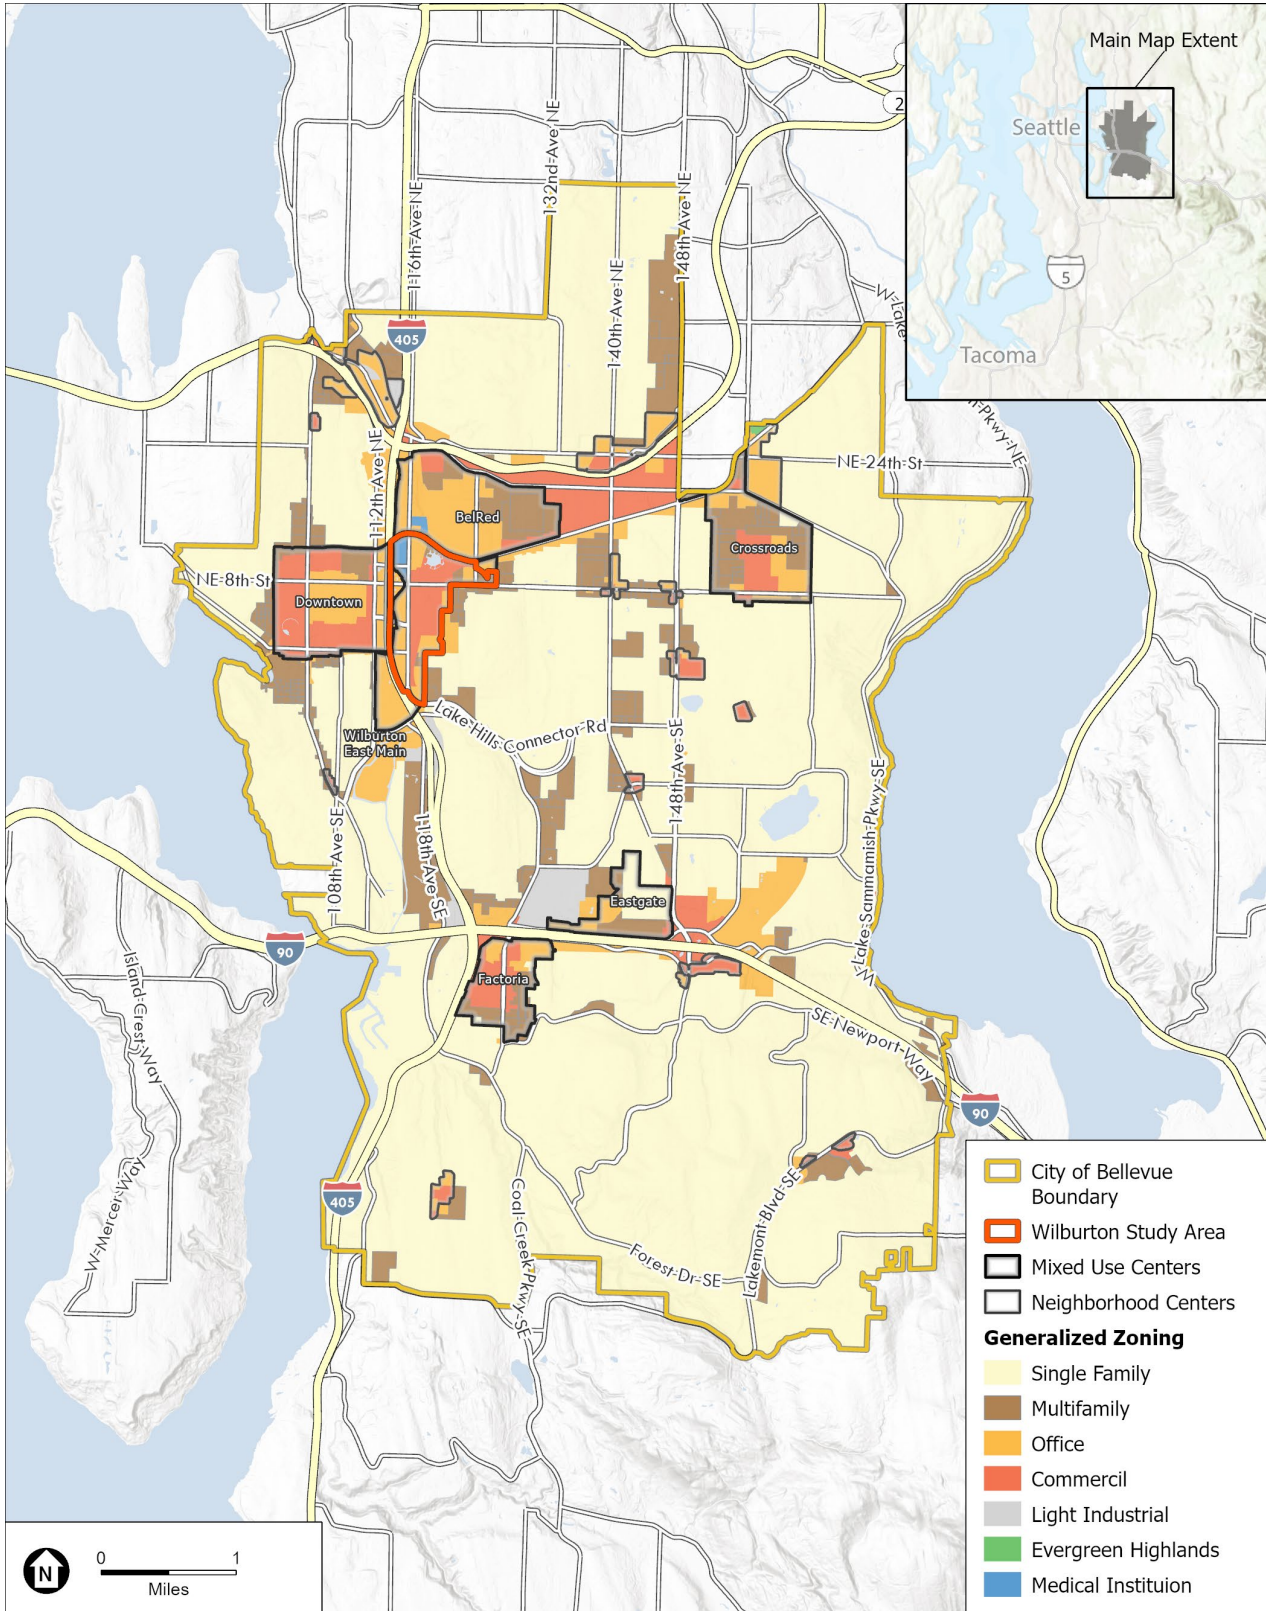 Main Map Extent
Seattle
5
Tacoma
2
132nd Ave NE
116th Ave NE
148th Ave NE
140th Ave NE
405
W Lake
m Pkwy NE
112th Ave NE
NE 24th St
BelRed
Crossroads
NE 8th St
Downtown
Lake Hills Connector Rd
Wilburton
East Main
148th Ave SE
W Lake Sammamish Pkwy SE
108th Ave SE
118th Ave SE
Eastgate
90
Factoria
Island Crest Way
SE Newport Way
90
W Mercer Way
405
Coal Creek Pkwy SE
Forest Dr SE
Lakemont Blvd SE
City of Bellevue
Boundary
Wilburton Study Area
Mixed Use Centers
Neighborhood Centers
Generalized Zoning
Single Family
Multifamily
Office
Commercil
Light Industrial
Evergreen Highlands
Medical Instituion
N
0 1
Miles